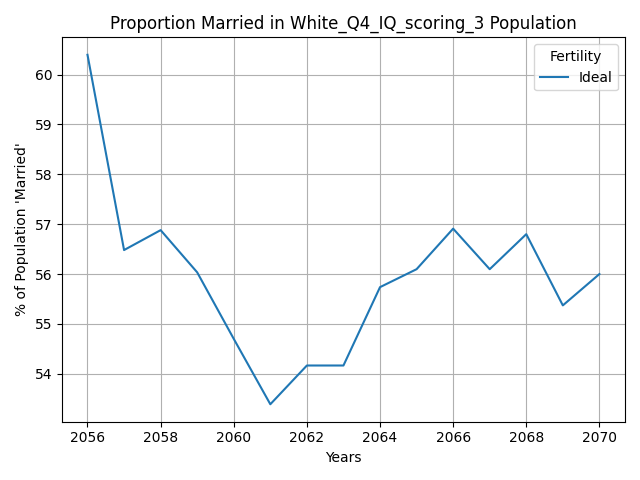 Proportion Married in White_Q4_IQ_scoring_3 Population
Fertility
Ideal
% of Population 'Married'
60
59
58
57
56
55
54
2056 2058 2060 2062 2064 2066 2068 2070
Years